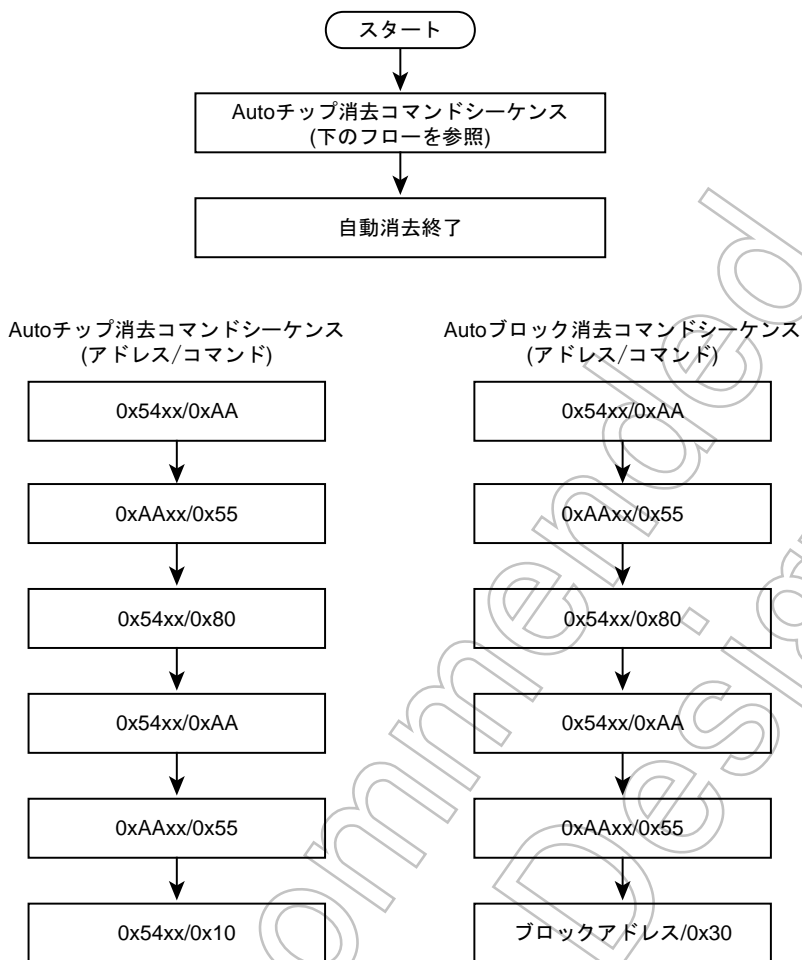 スタート
Autoチップ消去コマンドシーケンス
(下のフローを参照)
自動消去終了
Autoチップ消去コマンドシーケンス
(アドレス/コマンド)
0x54xx/0xAA
0xAAxx/0x55
0x54xx/0x80
0x54xx/0xAA
0xAAxx/0x55
0x54xx/0x10
Autoブロック消去コマンドシーケンス
(アドレス/コマンド)
0x54xx/0xAA
0xAAxx/0x55
0x54xx/0x80
0x54xx/0xAA
0xAAxx/0x55
ブロックアドレス/0x30
ommended
Desig